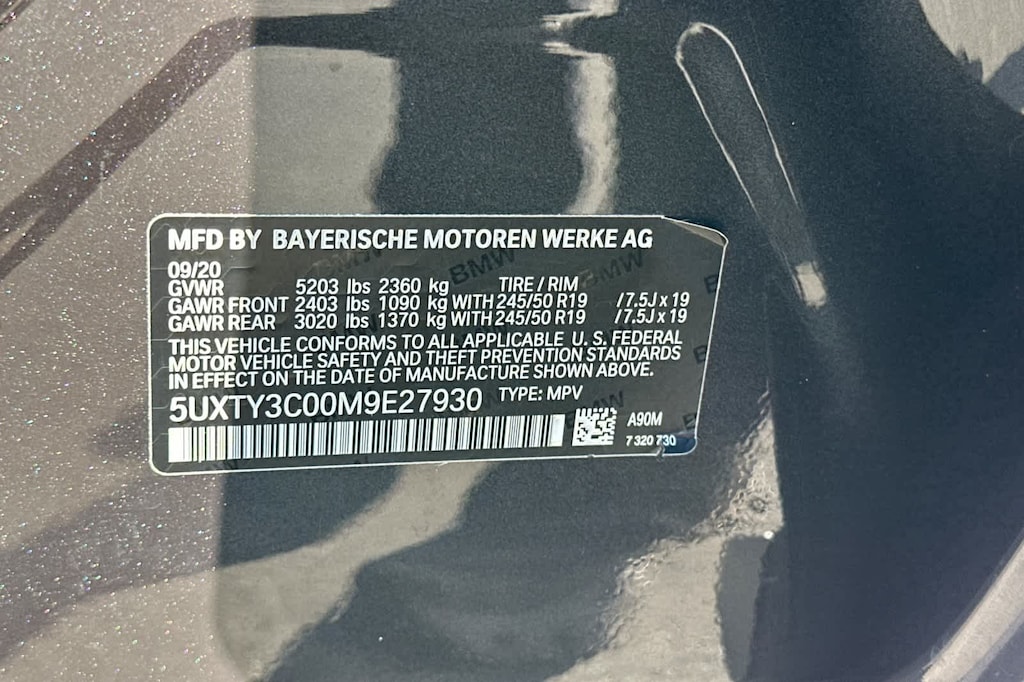 MFD BY BAYERISCHE MOTOREN WERKE AG
09/20
GVWR 5203 lbs 2360 kg TIRE / RIM
GAWR FRONT 2403 lbs 1090 kg WITH 245/50 R19 / 7.5J x 19
GAWR REAR 3020 lbs 1370 kg WITH 245/50 R19 / 7.5J x 19
THIS VEHICLE CONFORMS TO ALL APPLICABLE U. S. FEDERAL
MOTOR VEHICLE SAFETY AND THEFT PREVENTION STANDARDS
IN EFFECT ON THE DATE OF MANUFACTURE SHOWN ABOVE.
5UXTY3C00M9E27930 TYPE: MPV
A90M
7 320 730
BMW
BMW
BMW